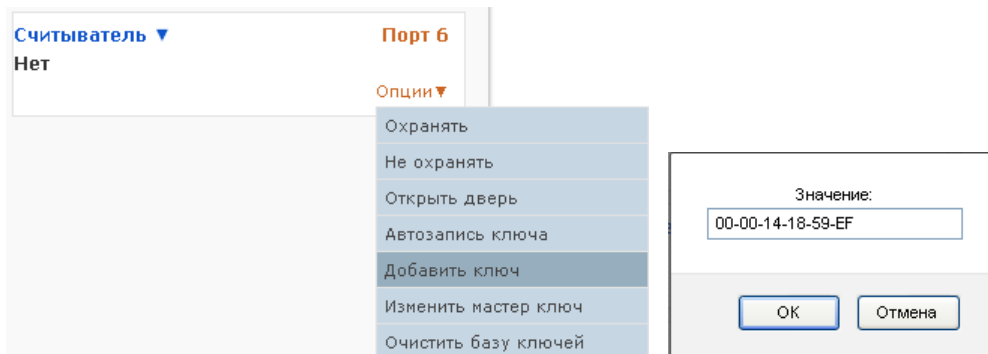 Считыватель ▼ Порт 6
Нет
Опции▼
Охранять
Не охранять
Открыть дверь
Автозапись ключа
Добавить ключ
Изменить мастер ключ
Очистить базу ключей
Значение:
00-00-14-18-59-EF
ОК Отмена